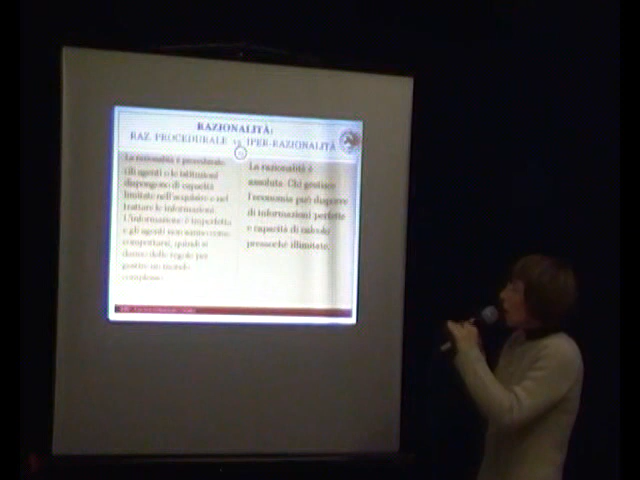 RAZIONALITÀ:
RAZ. PROCEDURALE vs IPER-RAZIONALITÀ
La razionalità è procedurale.
Gli agenti o le istituzioni
dispongono di capacità
limitate nell'acquisire e nel
trattare le informazioni.
L'informazione è imperfetta
e gli agenti non sanno come
comportarsi, quindi si
danno delle regole per
gestire un mondo
complesso.
La razionalità è
assoluta. Chi gestisce
l'economia può disporre
di informazioni perfette
e capacità di calcolo
pressoché illimitate.